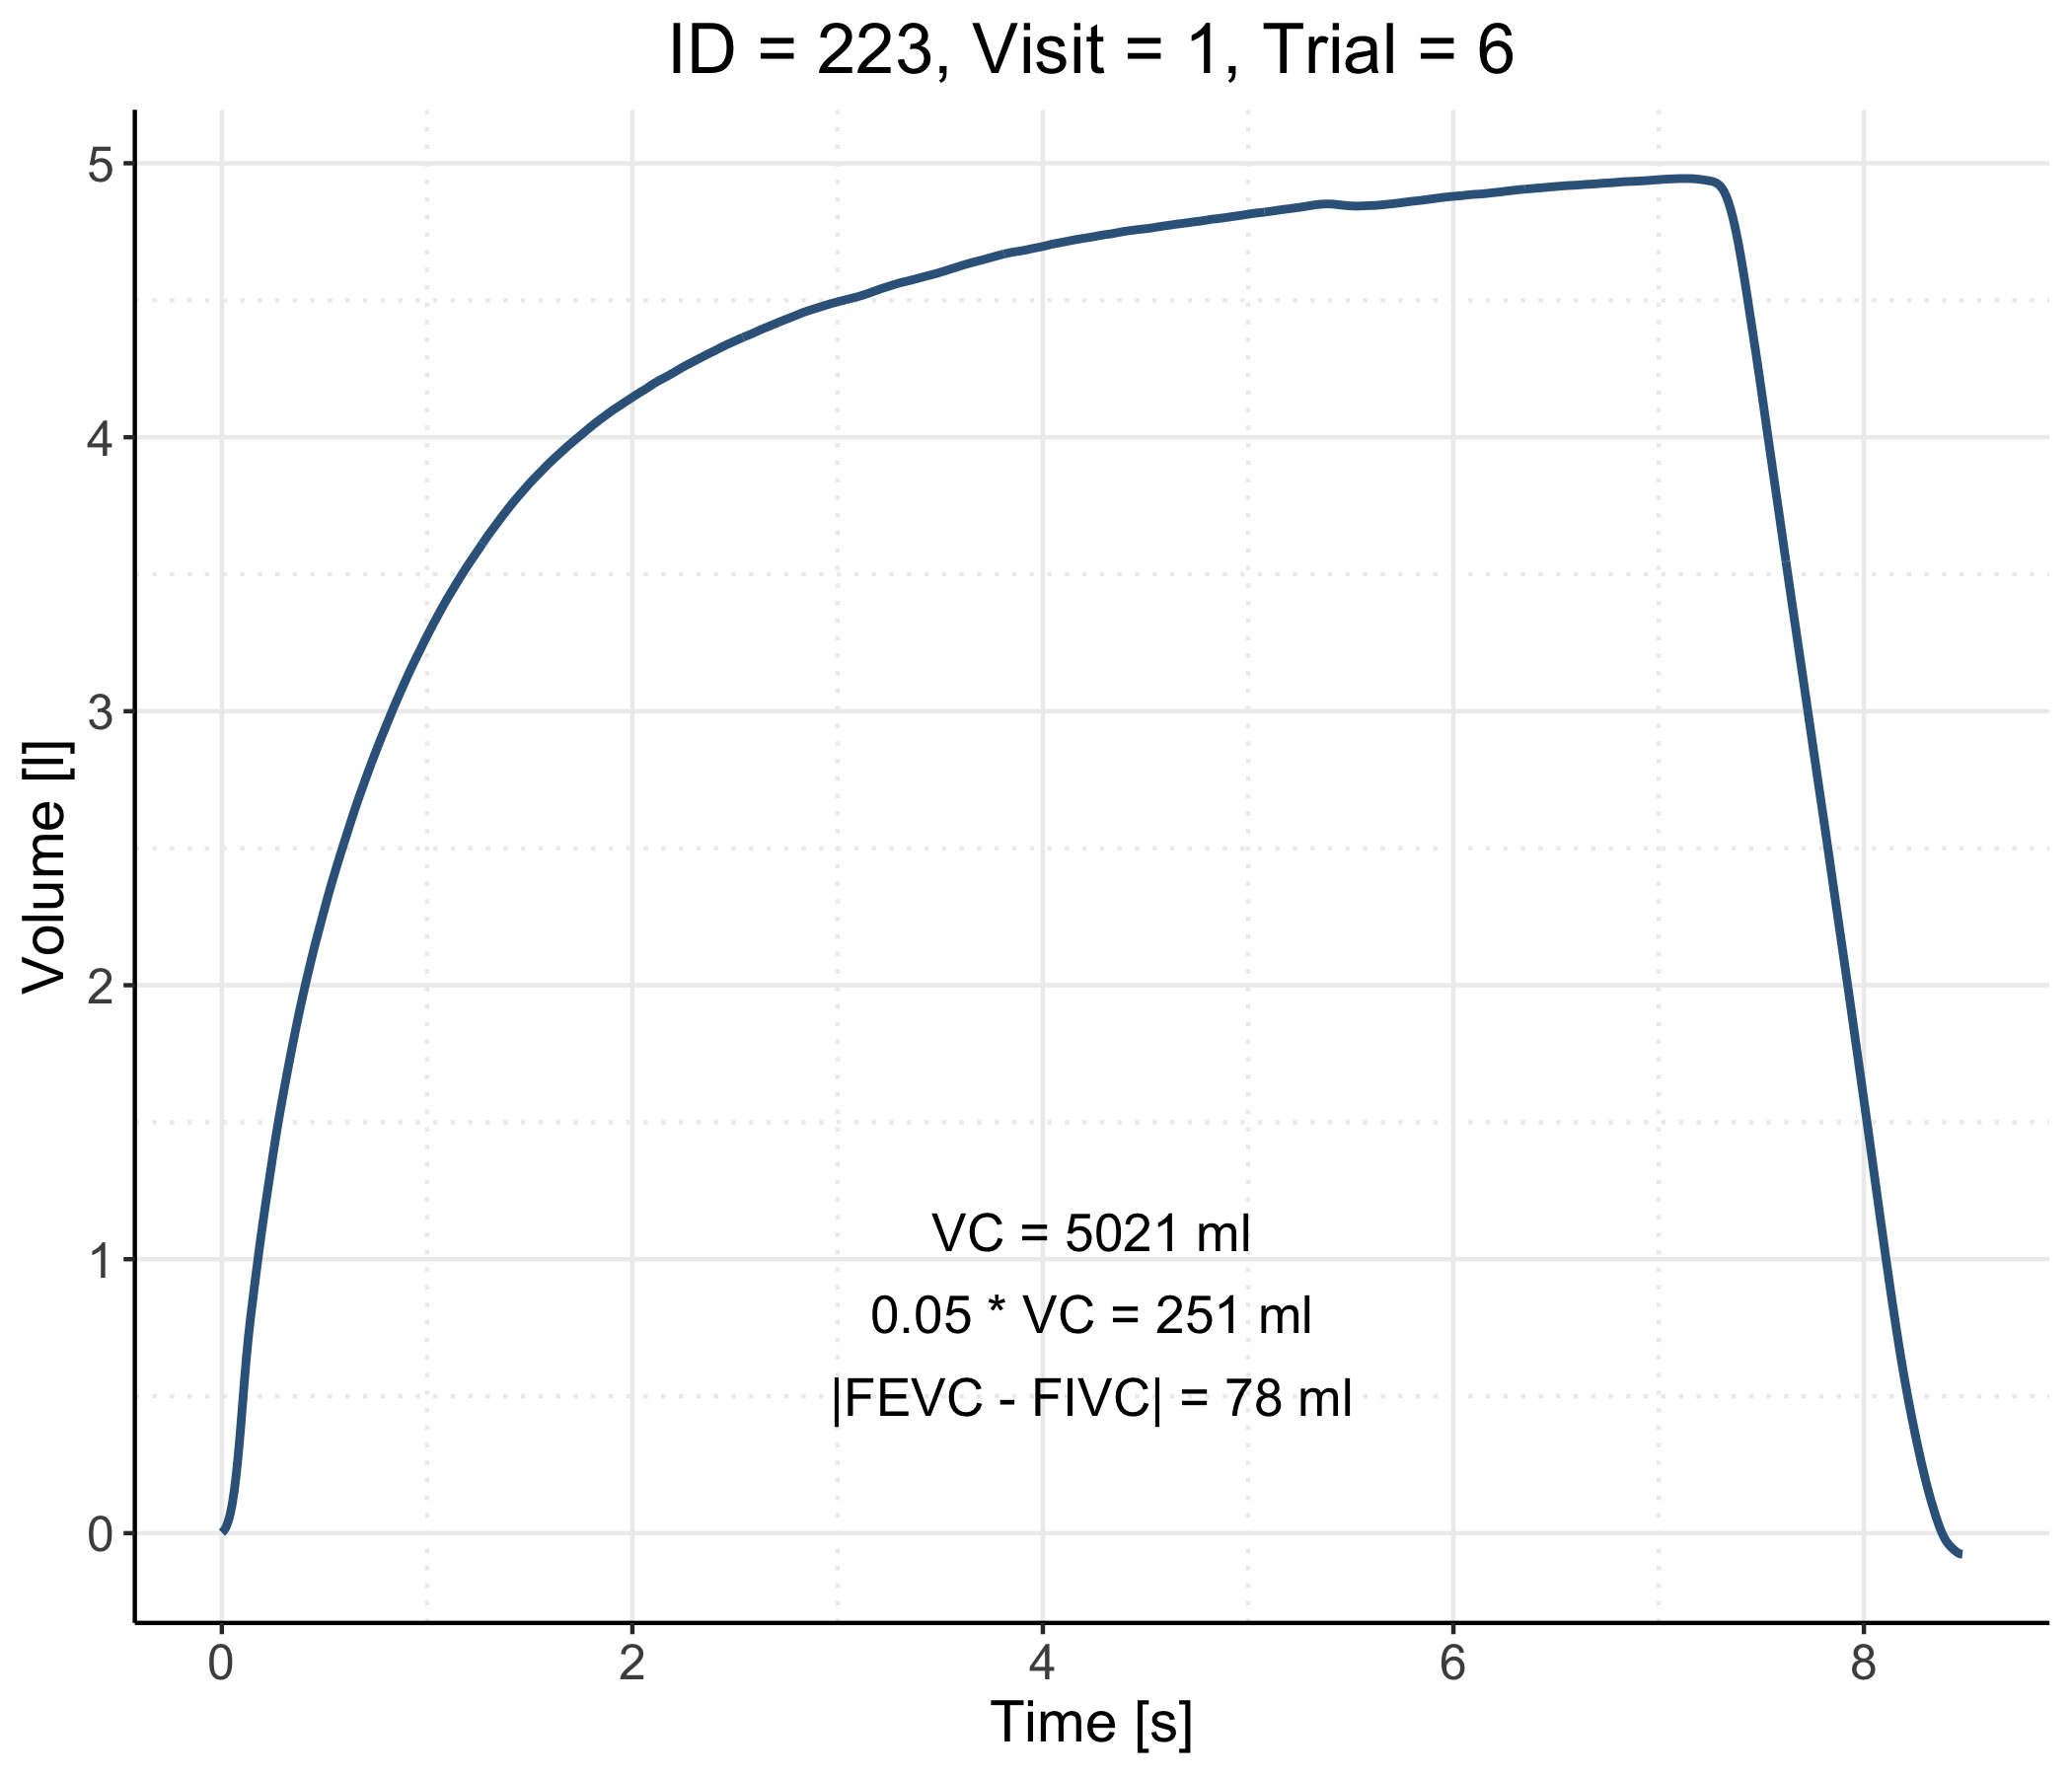 ID = 223, Visit = 1, Trial = 6
5
4
3
2
1
0
Volume [l]
VC = 5021 ml
0.05 * VC = 251 ml
|FEVC - FIVC| = 78 ml
0 2 4 6 8
Time [s]